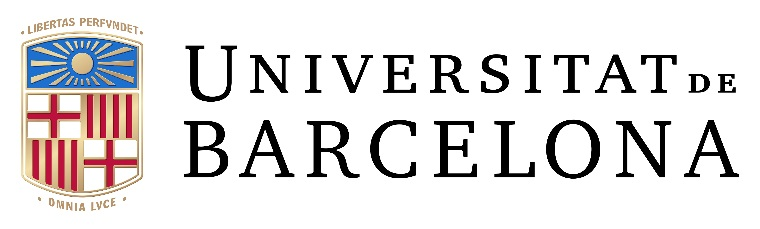 · LIBERTAS PERFVNDET ·
· OMNIA LVCE ·
UNIVERSITAT DE
BARCELONA